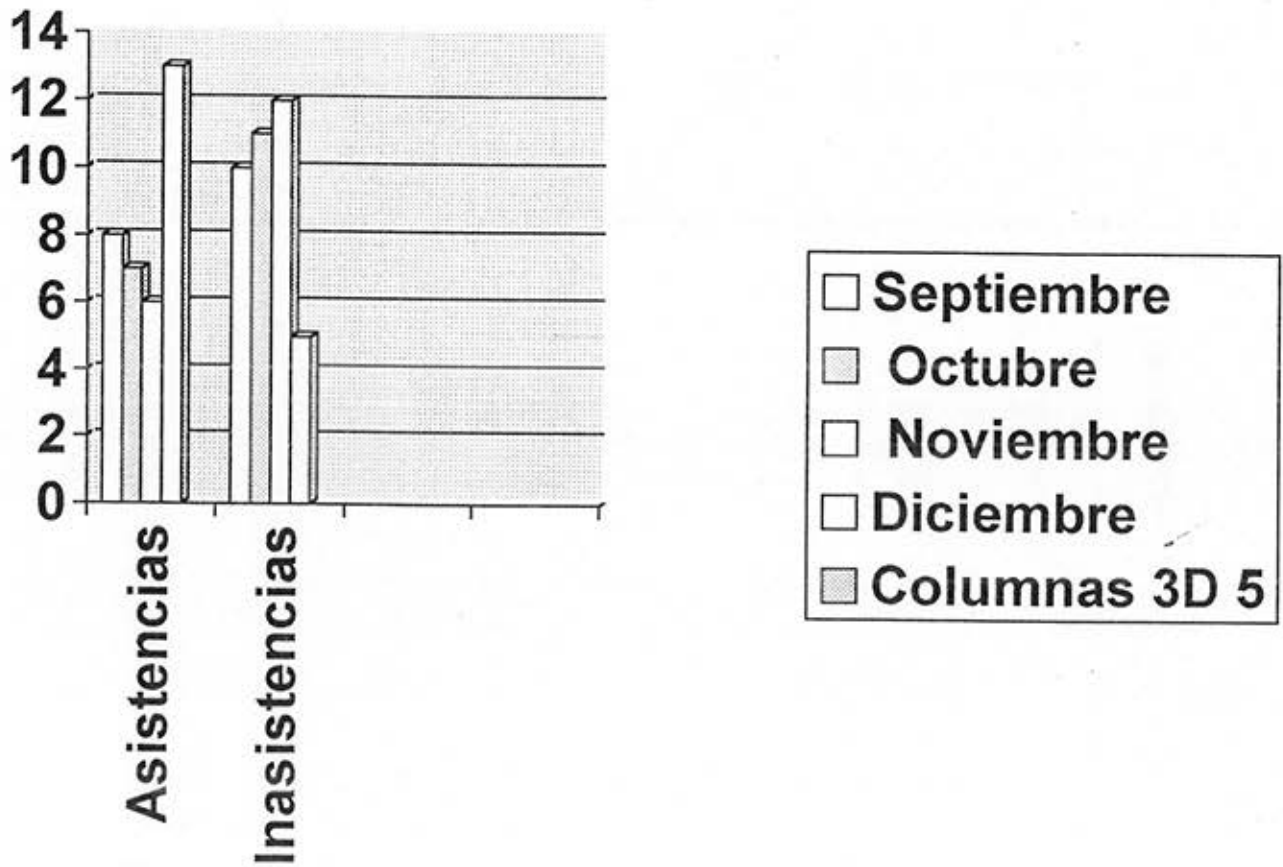 14
12
10
8
6
4
2
0
Asistencias
Inasistencias
Septiembre
Octubre
Noviembre
Diciembre
Columnas 3D 5